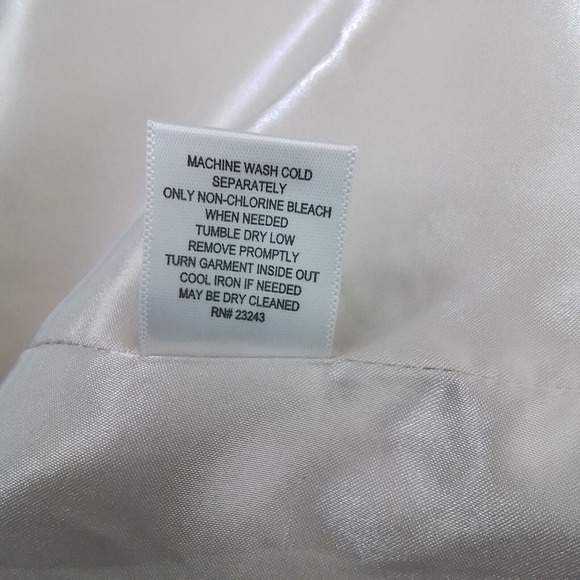 MACHINE WASH COLD
SEPARATELY
ONLY NON-CHLORINE BLEACH
WHEN NEEDED
TUMBLE DRY LOW
REMOVE PROMPTLY
TURN GARMENT INSIDE OUT
COOL IRON IF NEEDED
MAY BE DRY CLEANED
RN# 23243